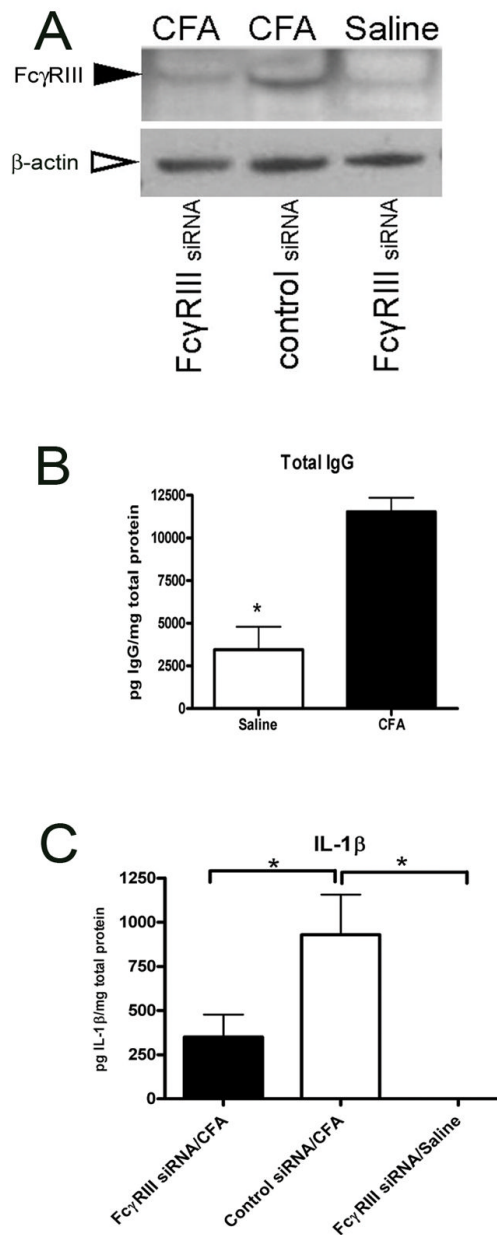 A
CFA CFA Saline
FcγRIII
β-actin
FcγRIII siRNA
control siRNA
FcγRIII siRNA
B
Total IgG
pg IgG/mg total protein
12500
10000
7500
5000
2500
0
*
Saline CFA
C
IL-1β
* *
pg IL-1β/mg total protein
1250
1000
750
500
250
0
FcγRIII siRNA/CFA
Control siRNA/CFA
FcγRIII siRNA/Saline